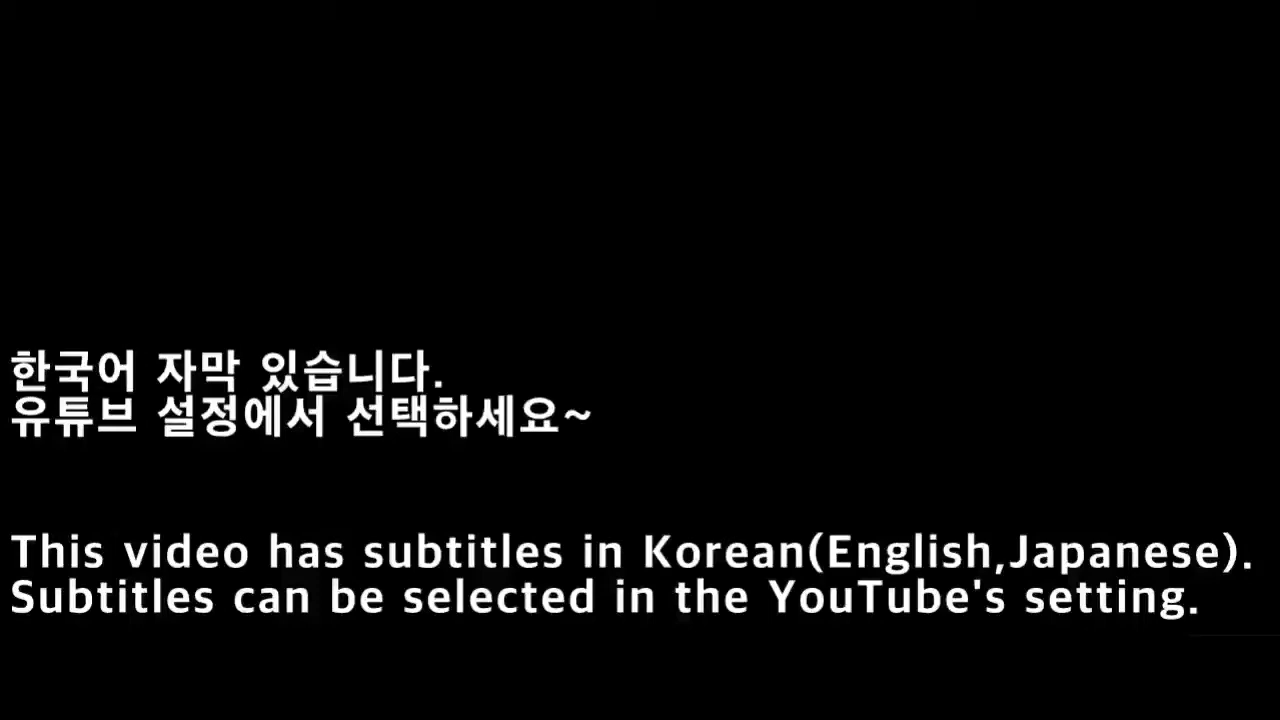 한국어 자막 있습니다.
유튜브 설정에서 선택하세요~
This video has subtitles in Korean(English,Japanese).
Subtitles can be selected in the YouTube's setting.